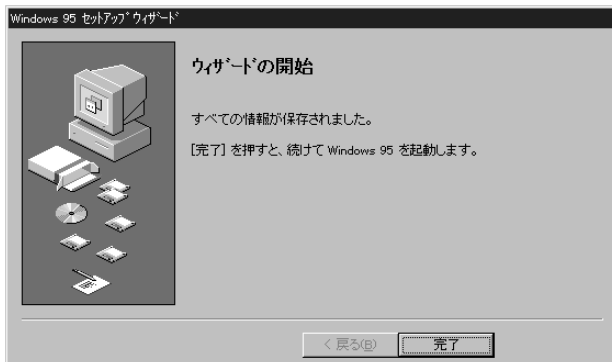 Windows 95 ｾｯﾄｱｯﾌﾟ ｳｨｻﾞｰﾄﾞ
ｳｨｻﾞｰﾄﾞの開始
すべての情報が保存されました。
[完了] を押すと、続けて Windows 95 を起動します。
< 戻る(B)
完了